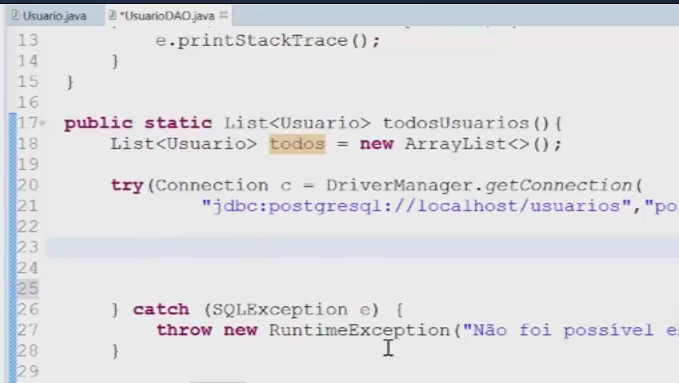 Usuario.java *UsuarioDAO.java
13 e.printStackTrace();
14 }
15 }
16
17 public static List<Usuario> todosUsuarios(){
18 List<Usuario> todos = new ArrayList<>();
19
20 try(Connection c = DriverManager.getConnection(
21 "jdbc:postgresql://localhost/usuarios","po
22
23
24
25
26 } catch (SQLException e) {
27 throw new RuntimeException("Não foi possível e
28 }
29